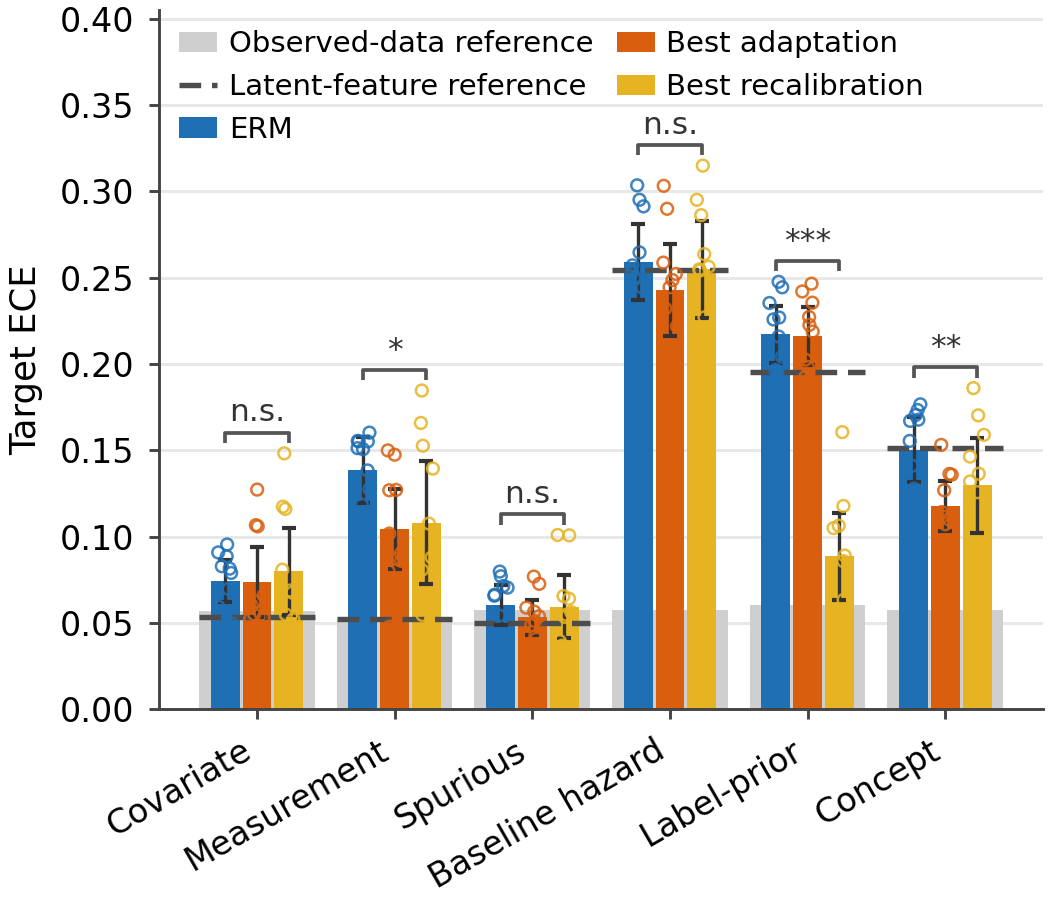 Target ECE
0.40
0.35
0.30
0.25
0.20
0.15
0.10
0.05
0.00
Observed-data reference
Latent-feature reference
ERM
Best adaptation
Best recalibration
n.s.
*
n.s.
n.s.
***
**
Covariate
Measurement
Spurious
Baseline hazard
Label-prior
Concept